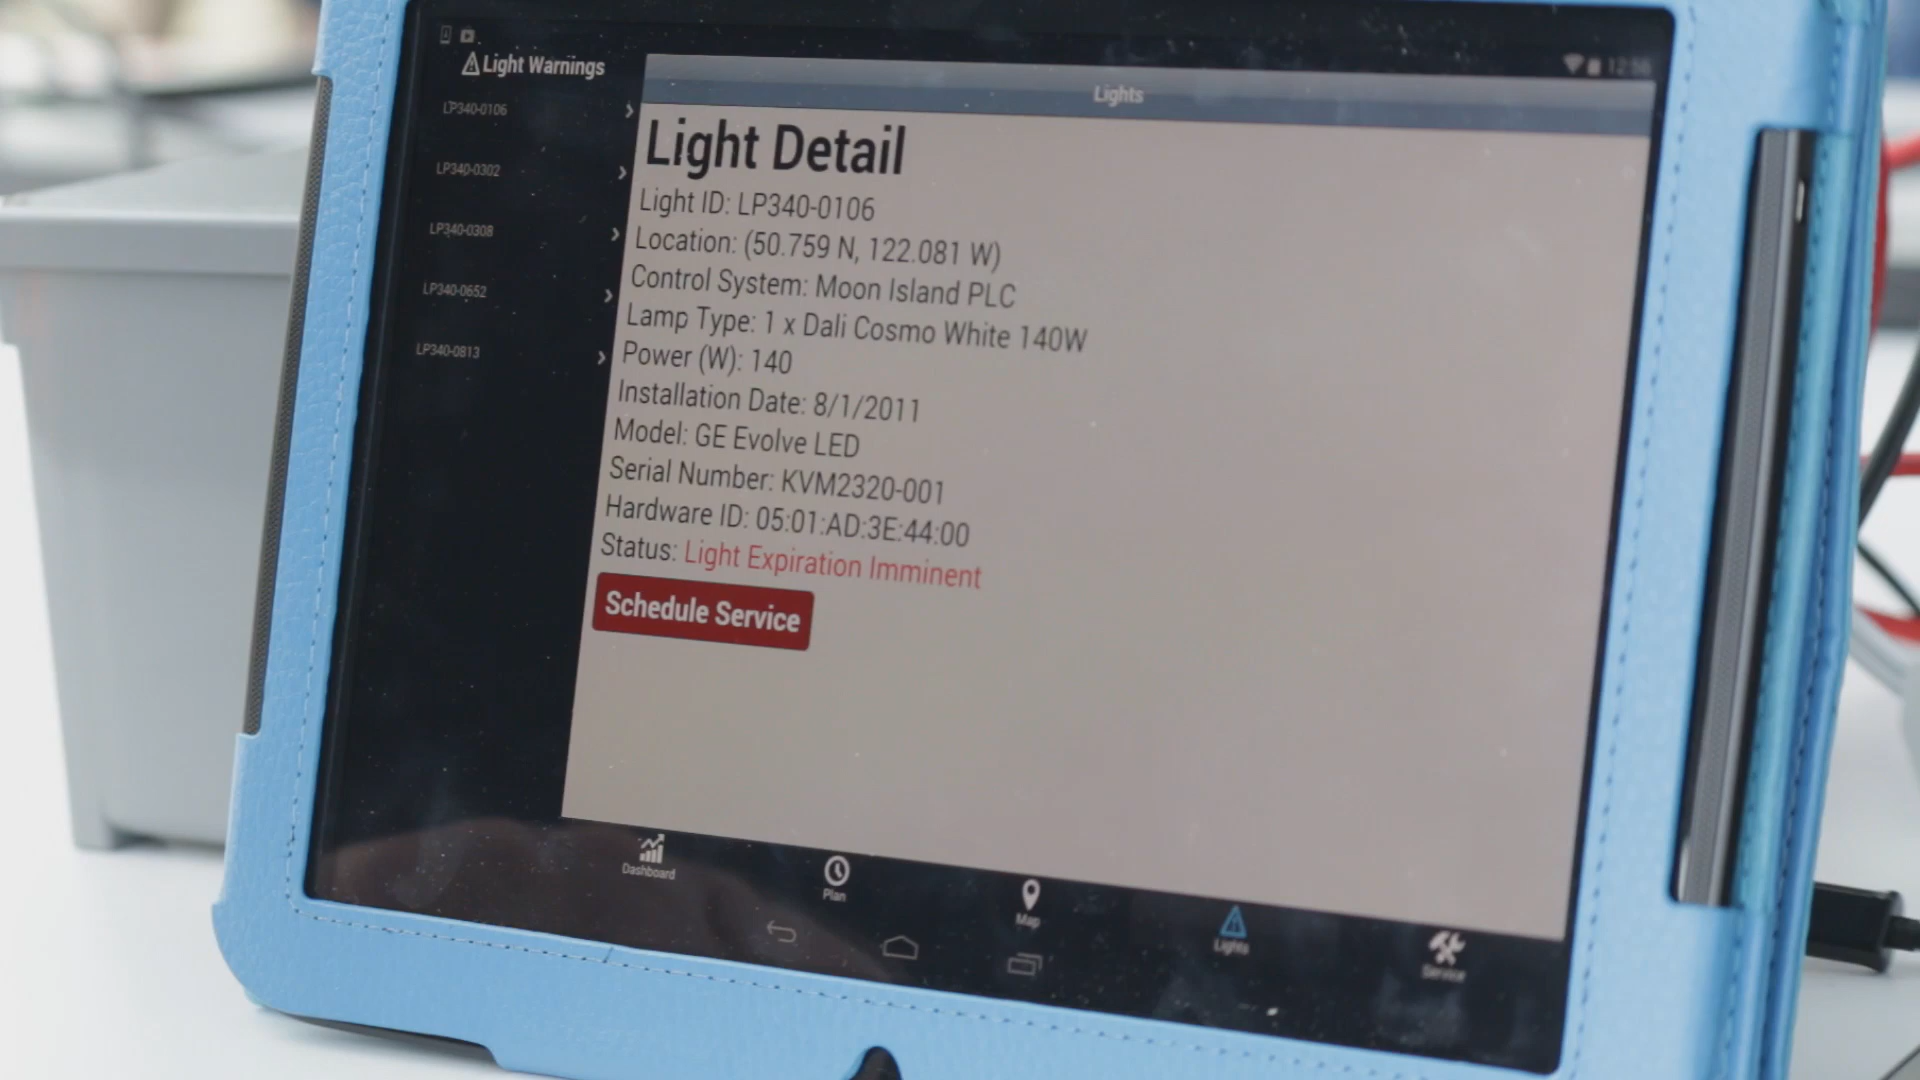 Light Warnings
12:56
LP340-0106
LP340-0302
LP340-0308
LP340-0652
LP340-0813
Lights
Light Detail
Light ID: LP340-0106
Location: (50.759 N, 122.081 W)
Control System: Moon Island PLC
Lamp Type: 1 x Dali Cosmo White 140W
Power (W): 140
Installation Date: 8/1/2011
Model: GE Evolve LED
Serial Number: KVM2320-001
Hardware ID: 05:01:AD:3E:44:00
Status: Light Expiration Imminent
Schedule Service
Dashboard
Plan
Map
Lights
Service